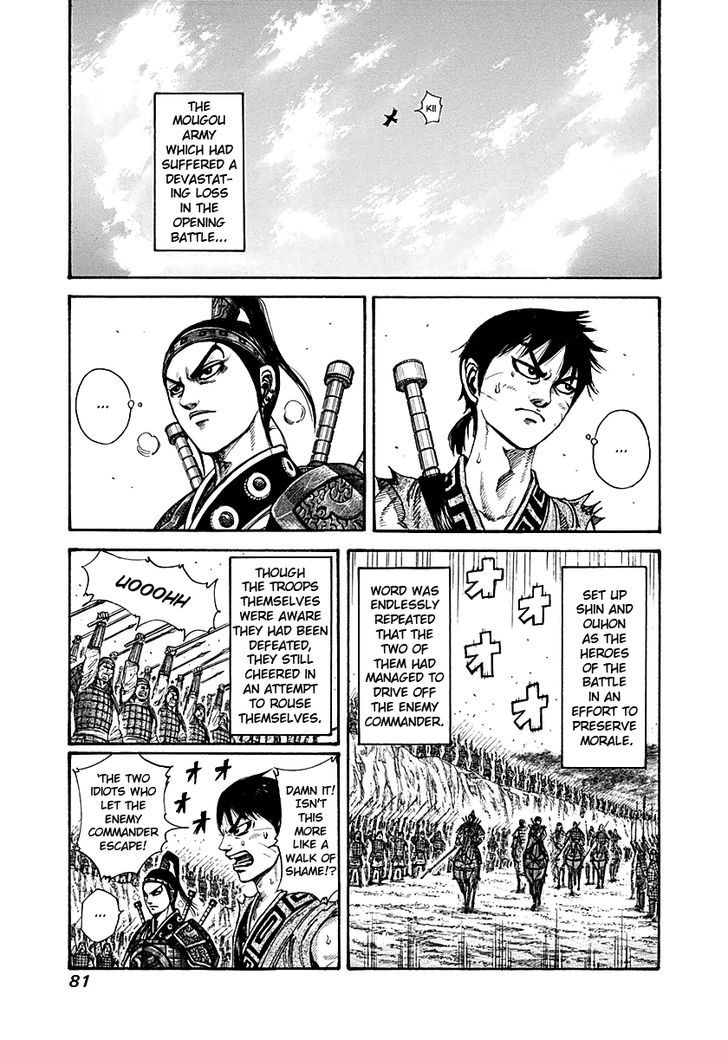 KII
THE
MOUGOU
ARMY
WHICH HAD
SUFFERED A
DEVASTAT-
ING LOSS
IN THE
OPENING
BATTLE...
...
...
SET UP
SHIN AND
OUHON
AS THE
HEROES
OF THE
BATTLE
IN AN
EFFORT TO
PRESERVE
MORALE.
オ
オ
オ
オ
WORD WAS
ENDLESSLY
REPEATED
THAT THE
TWO OF
THEM HAD
MANAGED TO
DRIVE OFF
THE ENEMY
COMMANDER.
THOUGH
THE TROOPS
THEMSELVES
WERE AWARE
THEY HAD BEEN
DEFEATED,
THEY STILL
CHEERED IN
AN ATTEMPT
TO ROUSE
THEMSELVES.
UOOOHH
DAMN IT!
ISN'T
THIS
MORE
LIKE A
WALK OF
SHAME!?
オ
オ
オ
'THE TWO
IDIOTS WHO
LET THE
ENEMY
COMMANDER
ESCAPE!
...
81